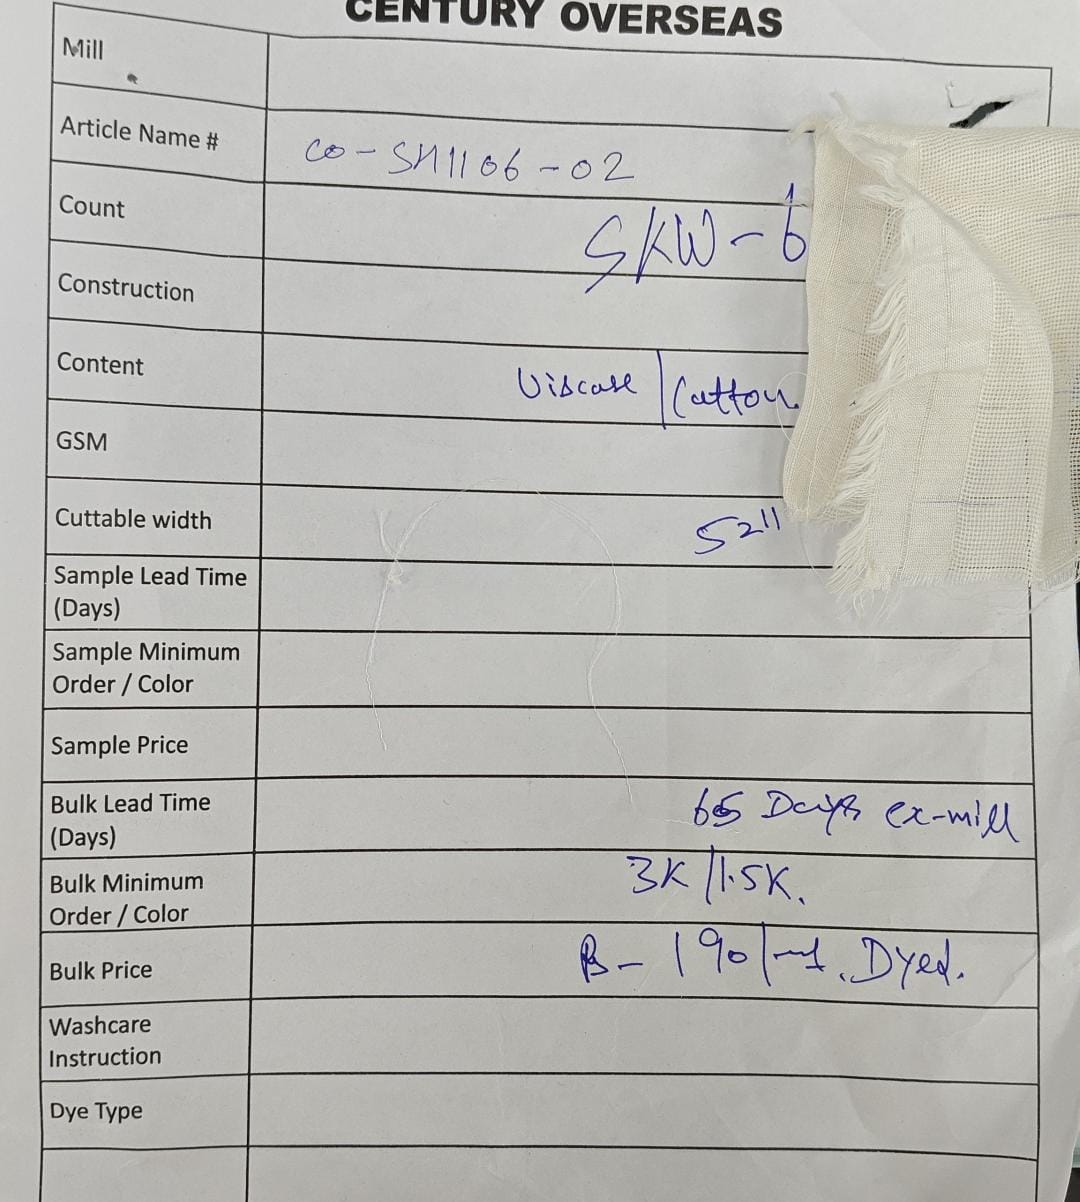 CENTURY OVERSEAS
Mill
Article Name # CO-SM1106-02
Count
SKW-6
Construction
Content Viscose/Cotton
GSM
Cuttable width 52"
Sample Lead Time
(Days)
Sample Minimum
Order / Color
Sample Price
Bulk Lead Time 65 Days ex-mill
(Days)
Bulk Minimum 3K/1.5K.
Order / Color
Bulk Price B-190/ Dyed.
Washcare
Instruction
Dye Type